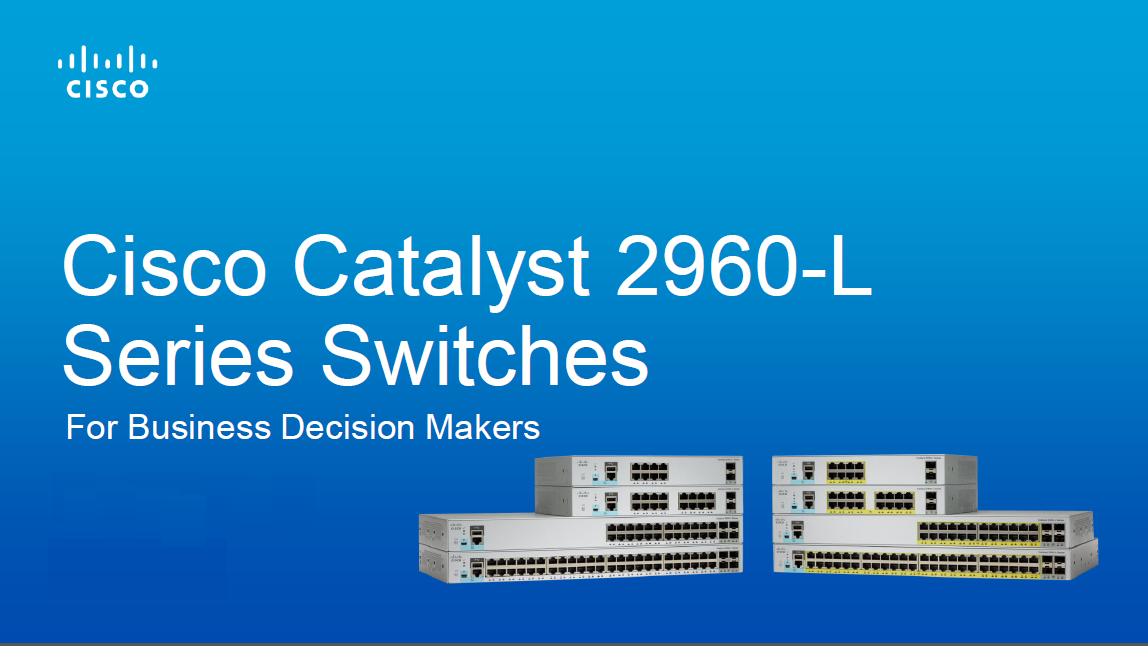 CISCO
Cisco Catalyst 2960-L
Series Switches
For Business Decision Makers